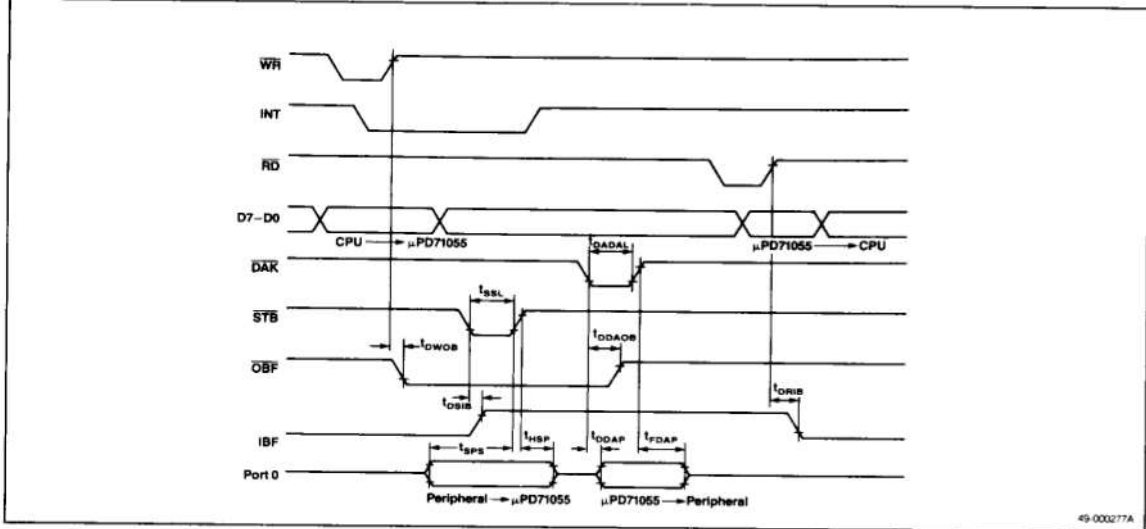 WR
INT
RD
D7–D0
CPU → μPD71055
μPD71055 → CPU
tDADAL
DAK
tSSL
STB
tDWOB
tDDAOB
OBF
tDSIB
tDRIB
IBF
tSPS
tHSP
tDDAP
tFDAP
Port 0
Peripheral → μPD71055
μPD71055 → Peripheral
49-000277A